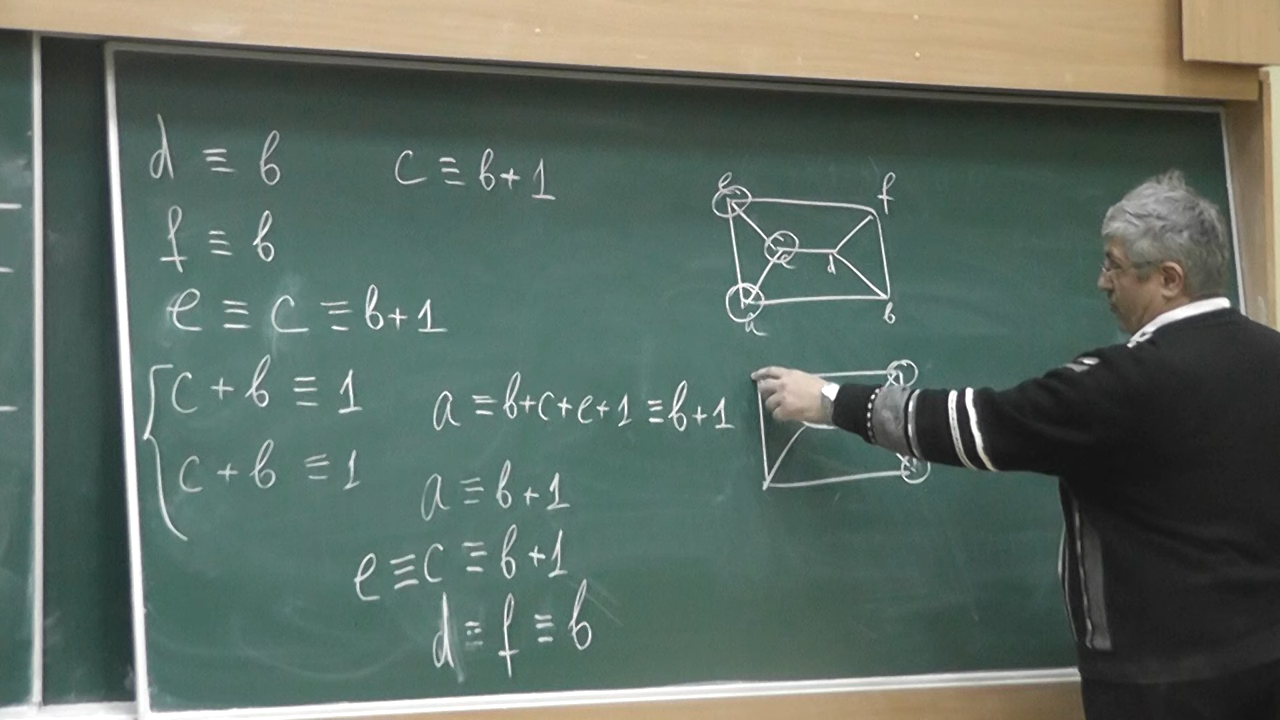 d ≡ b c ≡ b+1
f ≡ b
e ≡ c ≡ b+1
c + b ≡ 1
a ≡ b+c+e+1 ≡ b+1
c + b ≡ 1
a ≡ b+1
e ≡ c ≡ b+1
d ≡ f ≡ b
e f
c d
a b